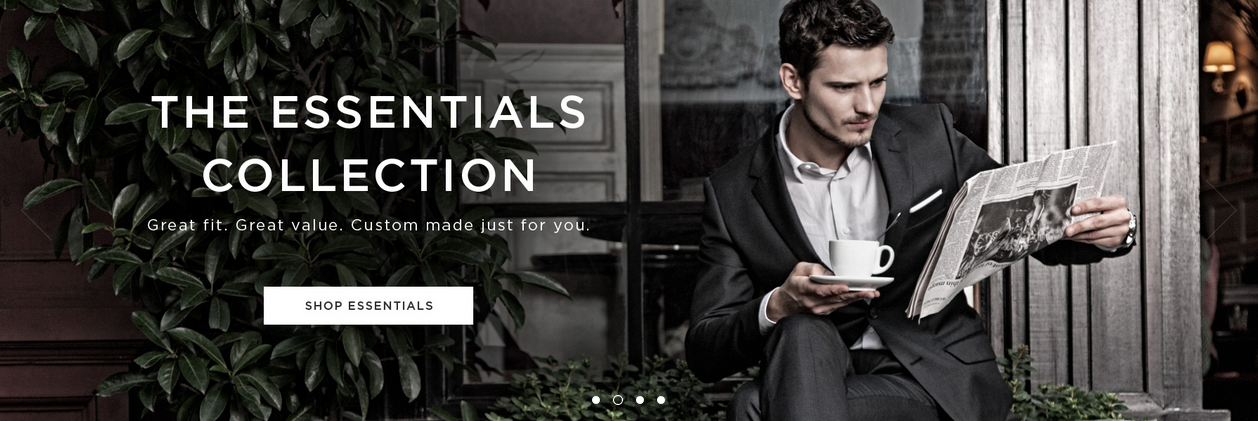 THE ESSENTIALS
COLLECTION
Great fit. Great value. Custom made just for you.
SHOP ESSENTIALS